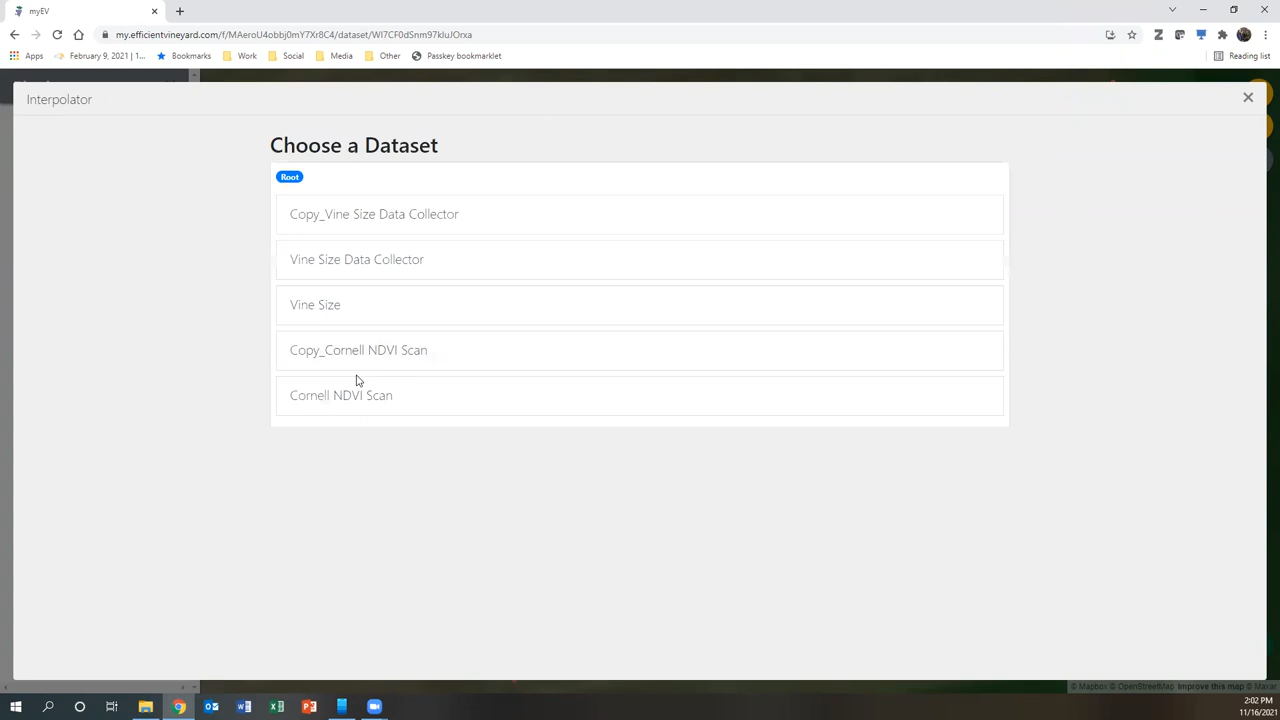 myEV
my.efficientvineyard.com/f/MAeroU4obbj0mY7Xr8C4/dataset/WI7CF0dSnm97kIuJOrxa
Apps February 9, 2021 | 1... Bookmarks Work Social Media Other Passkey bookmarklet Reading list
Interpolator
Choose a Dataset
Root
Copy_Vine Size Data Collector
Vine Size Data Collector
Vine Size
Copy_Cornell NDVI Scan
Cornell NDVI Scan
© Mapbox © OpenStreetMap Improve this map © Maxar
2:02 PM
11/16/2021